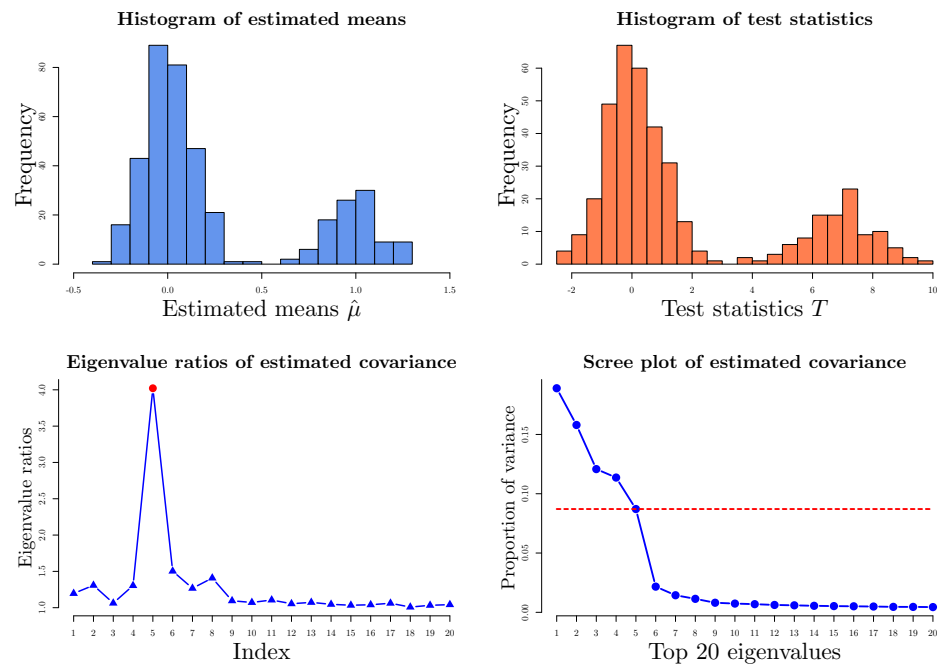 Histogram of estimated means
Frequency
0 20 40 60 80
-0.5 0.0 0.5 1.0 1.5
Estimated means μ̂
Histogram of test statistics
Frequency
0 10 20 30 40 50 60
-2 0 2 4 6 8 10
Test statistics T
Eigenvalue ratios of estimated covariance
Eigenvalue ratios
1.0 1.5 2.0 2.5 3.0 3.5 4.0
1 2 3 4 5 6 7 8 9 10 11 12 13 14 15 16 17 18 19 20
Index
Scree plot of estimated covariance
Proportion of variance
0.00 0.05 0.10 0.15
1 2 3 4 5 6 7 8 9 10 11 12 13 14 15 16 17 18 19 20
Top 20 eigenvalues